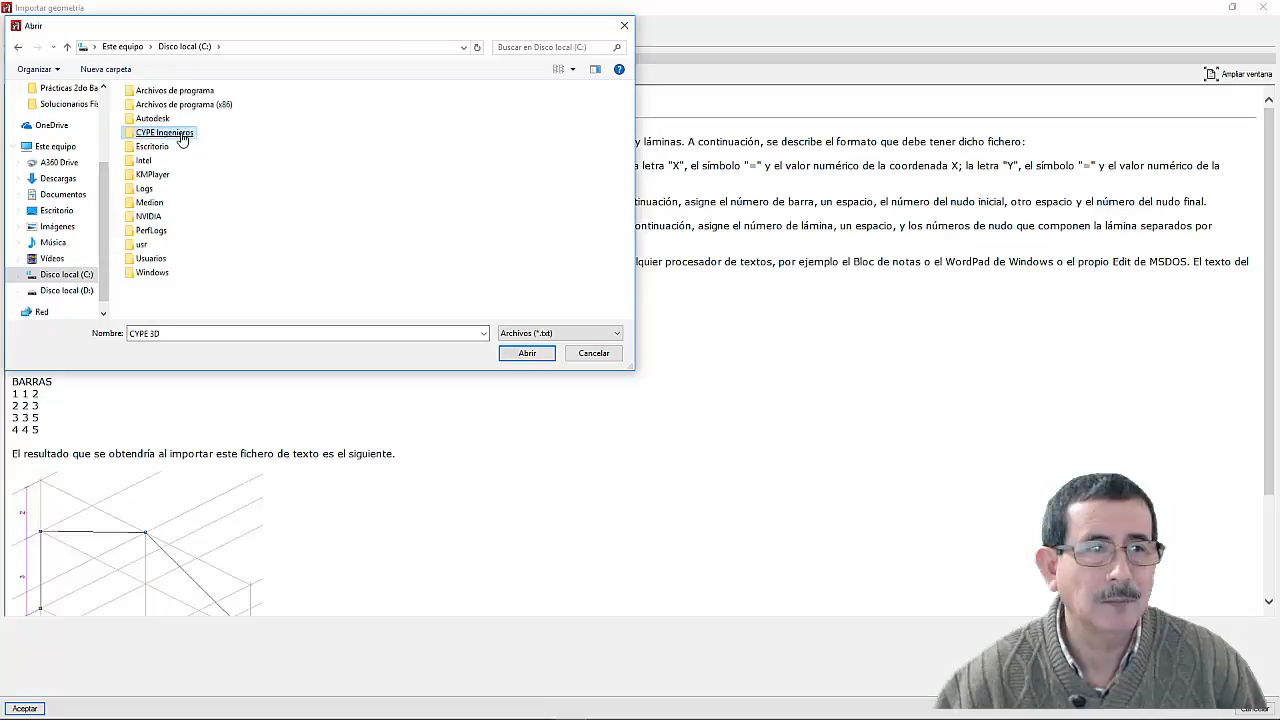 Importar geometría
Abrir
Este equipo > Disco local (C:) >
Buscar en Disco local (C:)
Organizar
Nueva carpeta
Ampliar ventana
Prácticas 2do Ba
Solucionarios Fís
OneDrive
Este equipo
A360 Drive
Descargas
Documentos
Escritorio
Imágenes
Música
Vídeos
Disco local (C:)
Disco local (D:)
Red
Archivos de programa
Archivos de programa (x86)
Autodesk
CYPE Ingenieros
Escritorio
Intel
KMPlayer
Logs
Medion
NVIDIA
PerfLogs
usr
Usuarios
Windows
Nombre: CYPE 3D
Archivos (*.txt)
Abrir
Cancelar
y láminas. A continuación, se describe el formato que debe tener dicho fichero:
la letra "X", el símbolo "=" y el valor numérico de la coordenada X; la letra "Y", el símbolo "=" y el valor numérico de la
tinuación, asigne el número de barra, un espacio, el número del nudo inicial, otro espacio y el número del nudo final.
ontinuación, asigne el número de lámina, un espacio, y los números de nudo que componen la lámina separados por
lquier procesador de textos, por ejemplo el Bloc de notas o el WordPad de Windows o el propio Edit de MSDOS. El texto del
BARRAS
1 1 2
2 2 3
3 3 5
4 4 5
El resultado que se obtendría al importar este fichero de texto es el siguiente.
2
3
Aceptar
Cancelar